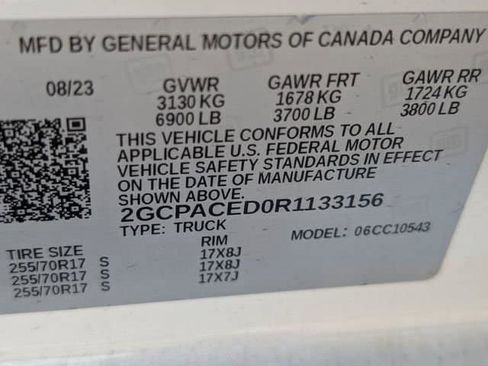 MFD BY GENERAL MOTORS OF CANADA COMPANY
08/23 GVWR GAWR FRT GAWR RR
3130 KG 1678 KG 1724 KG
6900 LB 3700 LB 3800 LB
THIS VEHICLE CONFORMS TO ALL
APPLICABLE U.S. FEDERAL MOTOR
VEHICLE SAFETY STANDARDS IN EFFECT
ON THE DATE OF MANUFACTURE
SHOWN ABOVE.
2GCPACED0R1133156
TYPE: TRUCK MODEL: 06CC10543
TIRE SIZE RIM
255/70R17 S 17X8J
255/70R17 S 17X8J
255/70R17 S 17X7J